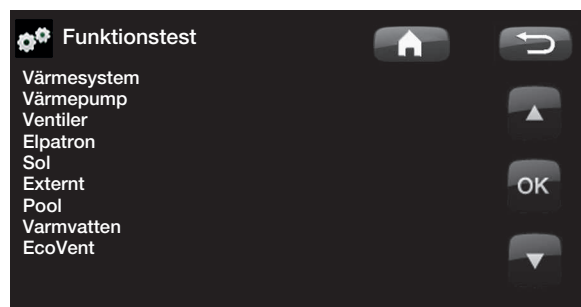 Funktionstest
Värmesystem
Värmepump
Ventiler
Elpatron
Sol
Externt
OK
Pool
Varmvatten
EcoVent